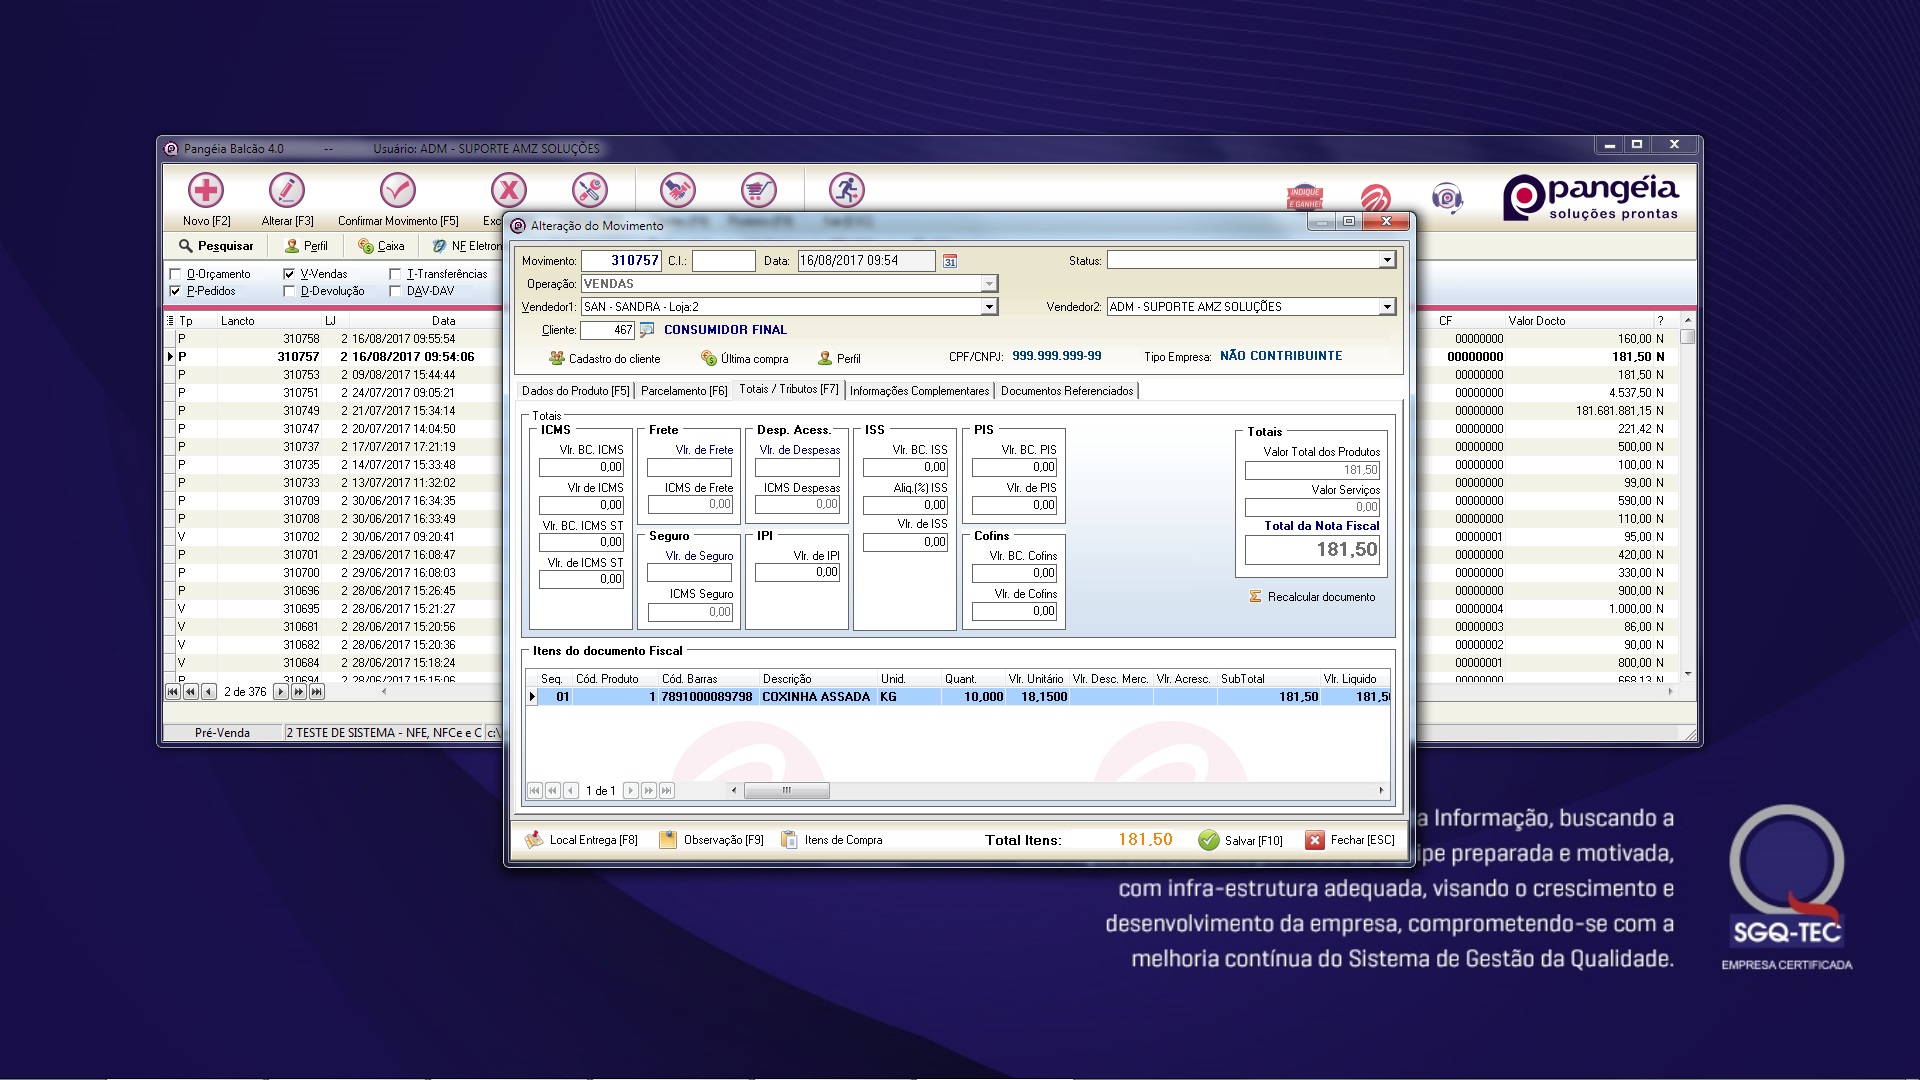 Pangéia Balcão 4.0 -- Usuário: ADM - SUPORTE AMZ SOLUÇÕES
Novo [F2] Alterar [F3] Confirmar Movimento [F5] Exc
INDIQUE E GANHE!
pangéia
soluções prontas
Pesquisar Perfil Caixa NF Eletron
O-Orçamento V-Vendas T-Transferências
P-Pedidos D-Devolução DAV-DAV
Tp Lancto LJ Data CF Valor Docto ?
P 310758 2 16/08/2017 09:55:54 00000000 160,00 N
P 310757 2 16/08/2017 09:54:06 00000000 181,50 N
P 310753 2 09/08/2017 15:44:44 00000000 181,50 N
P 310751 2 24/07/2017 09:05:21 00000000 4.537,50 N
P 310749 2 21/07/2017 15:34:14 00000000 181.681.881,15 N
P 310747 2 20/07/2017 14:04:50 00000000 221,42 N
P 310737 2 17/07/2017 17:21:19 00000000 500,00 N
P 310735 2 14/07/2017 15:33:48 00000000 100,00 N
P 310733 2 13/07/2017 11:32:02 00000000 99,00 N
P 310709 2 30/06/2017 16:34:35 00000000 590,00 N
P 310708 2 30/06/2017 16:33:49 00000000 110,00 N
V 310702 2 30/06/2017 09:20:41 00000001 95,00 N
P 310701 2 29/06/2017 16:08:47 00000000 420,00 N
P 310700 2 29/06/2017 16:08:03 00000000 330,00 N
P 310696 2 28/06/2017 15:26:45 00000000 900,00 N
V 310695 2 28/06/2017 15:21:27 00000004 1.000,00 N
V 310681 2 28/06/2017 15:20:56 00000003 86,00 N
V 310682 2 28/06/2017 15:20:36 00000002 90,00 N
V 310684 2 28/06/2017 15:18:24 00000001 800,00 N
P 310694 2 28/06/2017 15:15:06 00000000 668,13 N
2 de 376
Pré-Venda 2 TESTE DE SISTEMA - NFE, NFCe e C c:\
Alteração do Movimento
Movimento: 310757 C.I.: Data: 16/08/2017 09:54 31 Status:
Operação: VENDAS
Vendedor1: SAN - SANDRA - Loja:2 Vendedor2: ADM - SUPORTE AMZ SOLUÇÕES
Cliente: 467 CONSUMIDOR FINAL
Cadastro do cliente Última compra Perfil CPF/CNPJ: 999.999.999-99 Tipo Empresa: NÃO CONTRIBUINTE
Dados do Produto [F5] Parcelamento [F6] Totais / Tributos [F7] Informações Complementares Documentos Referenciados
Totais
ICMS
Vlr. BC. ICMS
0,00
Vlr de ICMS
0,00
Vlr. BC. ICMS ST
0,00
Vlr. de ICMS ST
0,00
Frete
Vlr. de Frete
ICMS de Frete
0,00
Seguro
Vlr. de Seguro
ICMS Seguro
0,00
Desp. Acess.
Vlr. de Despesas
ICMS Despesas
0,00
IPI
Vlr. de IPI
0,00
ISS
Vlr. BC. ISS
0,00
Aliq.(%) ISS
0,00
Vlr. de ISS
0,00
PIS
Vlr. BC. PIS
0,00
Vlr. de PIS
0,00
Cofins
Vlr. BC. Cofins
0,00
Vlr. de Cofins
0,00
Totais
Valor Total dos Produtos
181,50
Valor Serviços
0,00
Total da Nota Fiscal
181,50
Recalcular documento
Itens do documento Fiscal
Seq. Cód. Produto Cód. Barras Descrição Unid. Quant. Vlr. Unitário Vlr. Desc. Merc. Vlr. Acresc. SubTotal Vlr. Liquido
01 1 7891000089798 COXINHA ASSADA KG 10,000 18,1500 181,50 181,5
1 de 1
Local Entrega [F8] Observação [F9] Itens de Compra Total Itens: 181,50 Salvar [F10] Fechar [ESC]
a Informação, buscando a
ipe preparada e motivada,
com infra-estrutura adequada, visando o crescimento e
desenvolvimento da empresa, comprometendo-se com a
melhoria contínua do Sistema de Gestão da Qualidade.
SGQ-TEC
EMPRESA CERTIFICADA